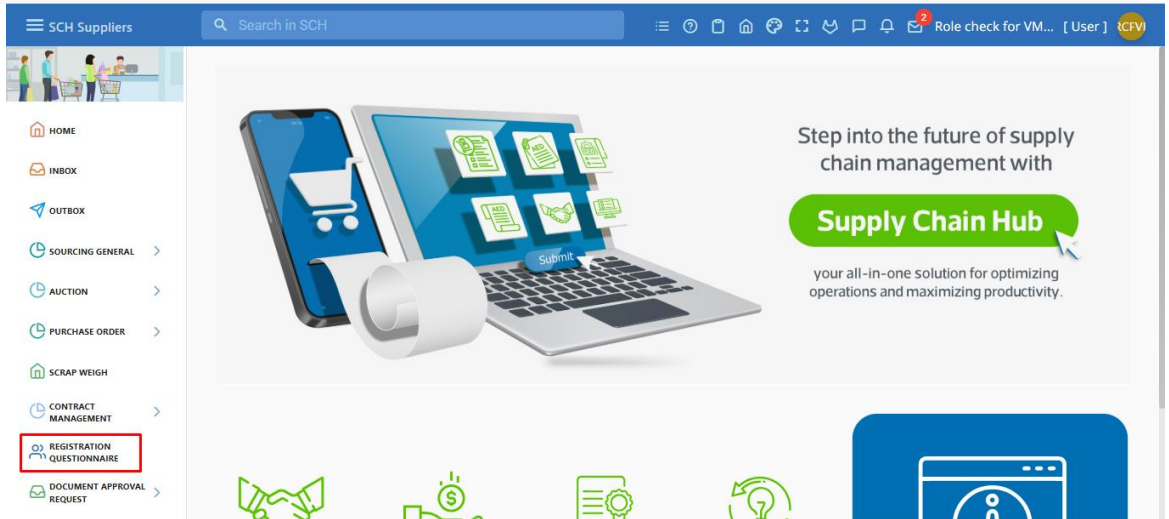 SCH Suppliers
Search in SCH
2
Role check for VM... [ User ]
HOME
INBOX
OUTBOX
SOURCING GENERAL
AUCTION
PURCHASE ORDER
SCRAP WEIGH
CONTRACT
MANAGEMENT
REGISTRATION
QUESTIONNAIRE
DOCUMENT APPROVAL
REQUEST
AED
AED
Submit
Step into the future of supply
chain management with
Supply Chain Hub
your all-in-one solution for optimizing
operations and maximizing productivity.